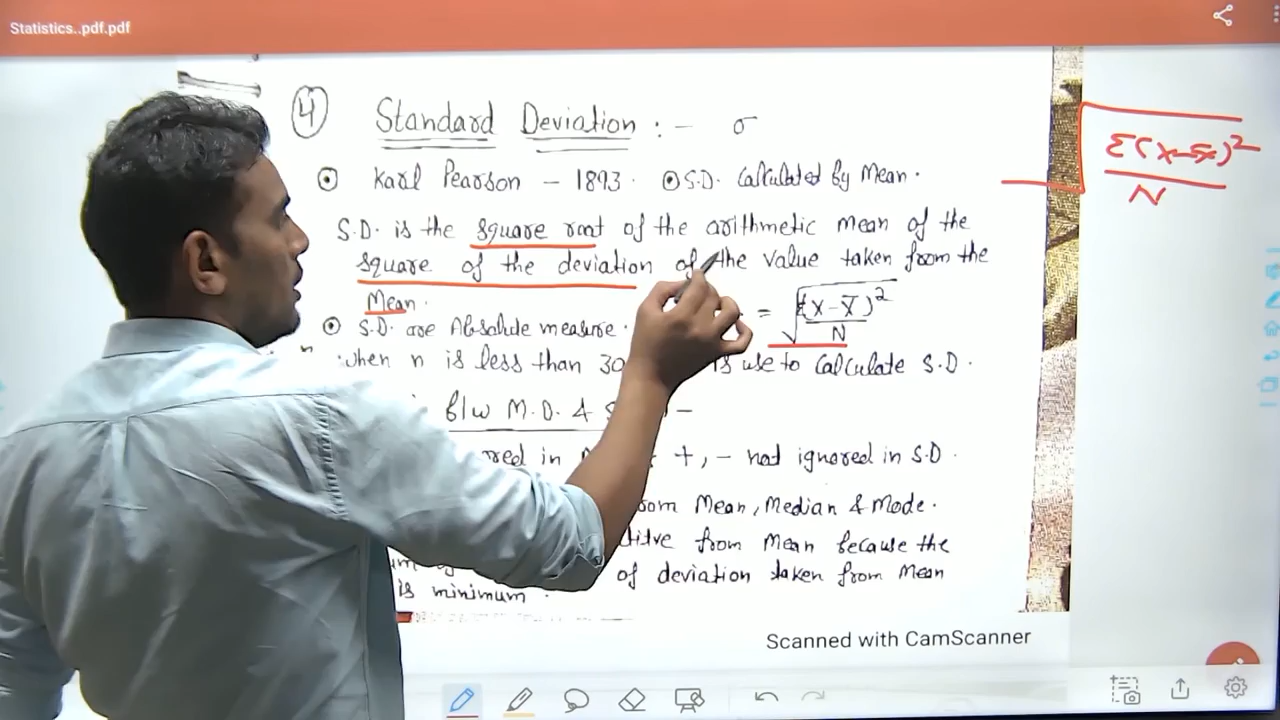 Statistics..pdf.pdf
4 Standard Deviation :- σ
Karl Pearson - 1893. S.D. Calculated by Mean.
S.D. is the square root of the arithmetic mean of the
square of the deviation of the value taken from the
Mean.
= √(Σ(x-x̄)²/N)
S.D. are Absolute measure.
when n is less than 30 is use to Calculate S.D.
b/w M.D. & -
in +, - not ignored in S.D.
Mean, Median & Mode.
from Mean because the
of deviation taken from Mean
is minimum.
Σ(x-x̄)²
N
Scanned with CamScanner